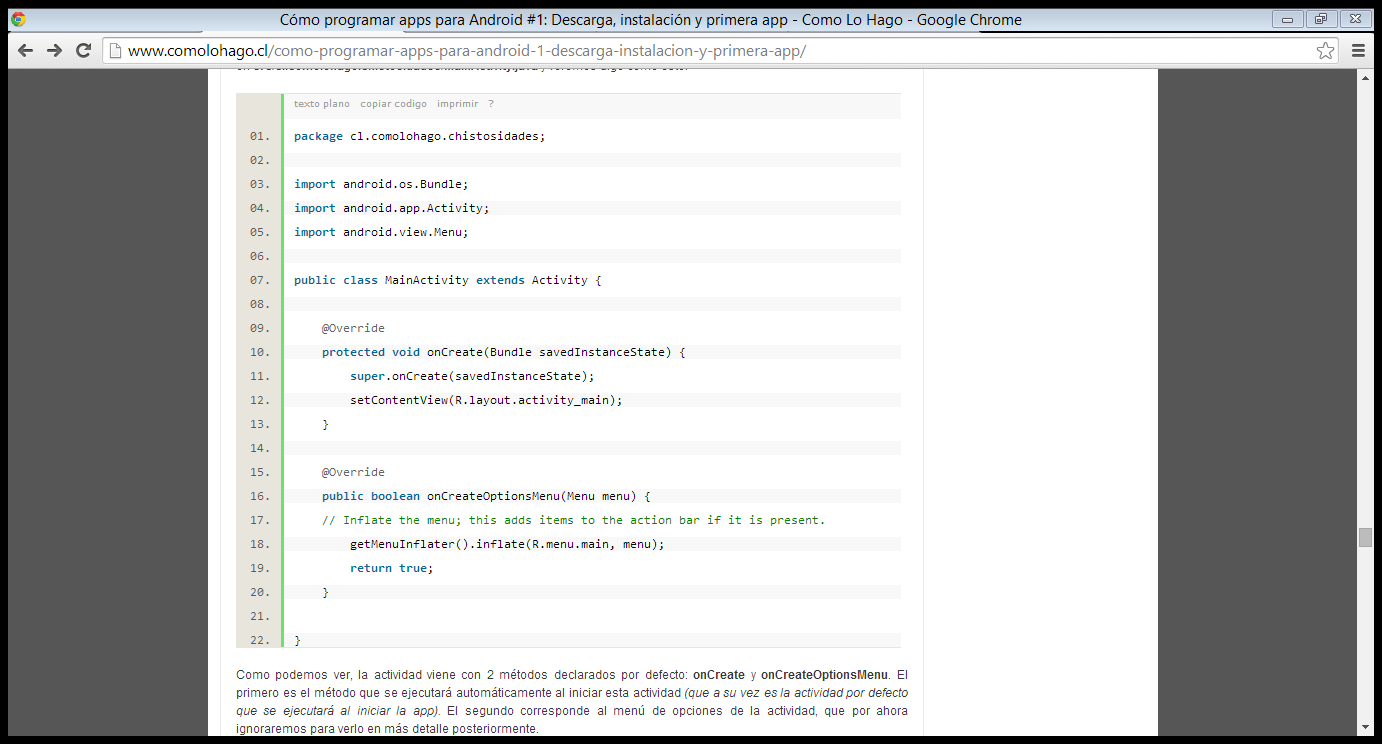 Cómo programar apps para Android #1: Descarga, instalación y primera app - Como Lo Hago - Google Chrome
www.comolohago.cl/como-programar-apps-para-android-1-descarga-instalacion-y-primera-app/
texto plano copiar codigo imprimir ?
01. package cl.comolohago.chistosidades;
02.
03. import android.os.Bundle;
04. import android.app.Activity;
05. import android.view.Menu;
06.
07. public class MainActivity extends Activity {
08.
09. @Override
10. protected void onCreate(Bundle savedInstanceState) {
11. super.onCreate(savedInstanceState);
12. setContentView(R.layout.activity_main);
13. }
14.
15. @Override
16. public boolean onCreateOptionsMenu(Menu menu) {
17. // Inflate the menu; this adds items to the action bar if it is present.
18. getMenuInflater().inflate(R.menu.main, menu);
19. return true;
20. }
21.
22. }
Como podemos ver, la actividad viene con 2 métodos declarados por defecto: onCreate y onCreateOptionsMenu. El
primero es el método que se ejecutará automáticamente al iniciar esta actividad (que a su vez es la actividad por defecto
que se ejecutará al iniciar la app). El segundo corresponde al menú de opciones de la actividad, que por ahora
ignoraremos para verlo en más detalle posteriormente.